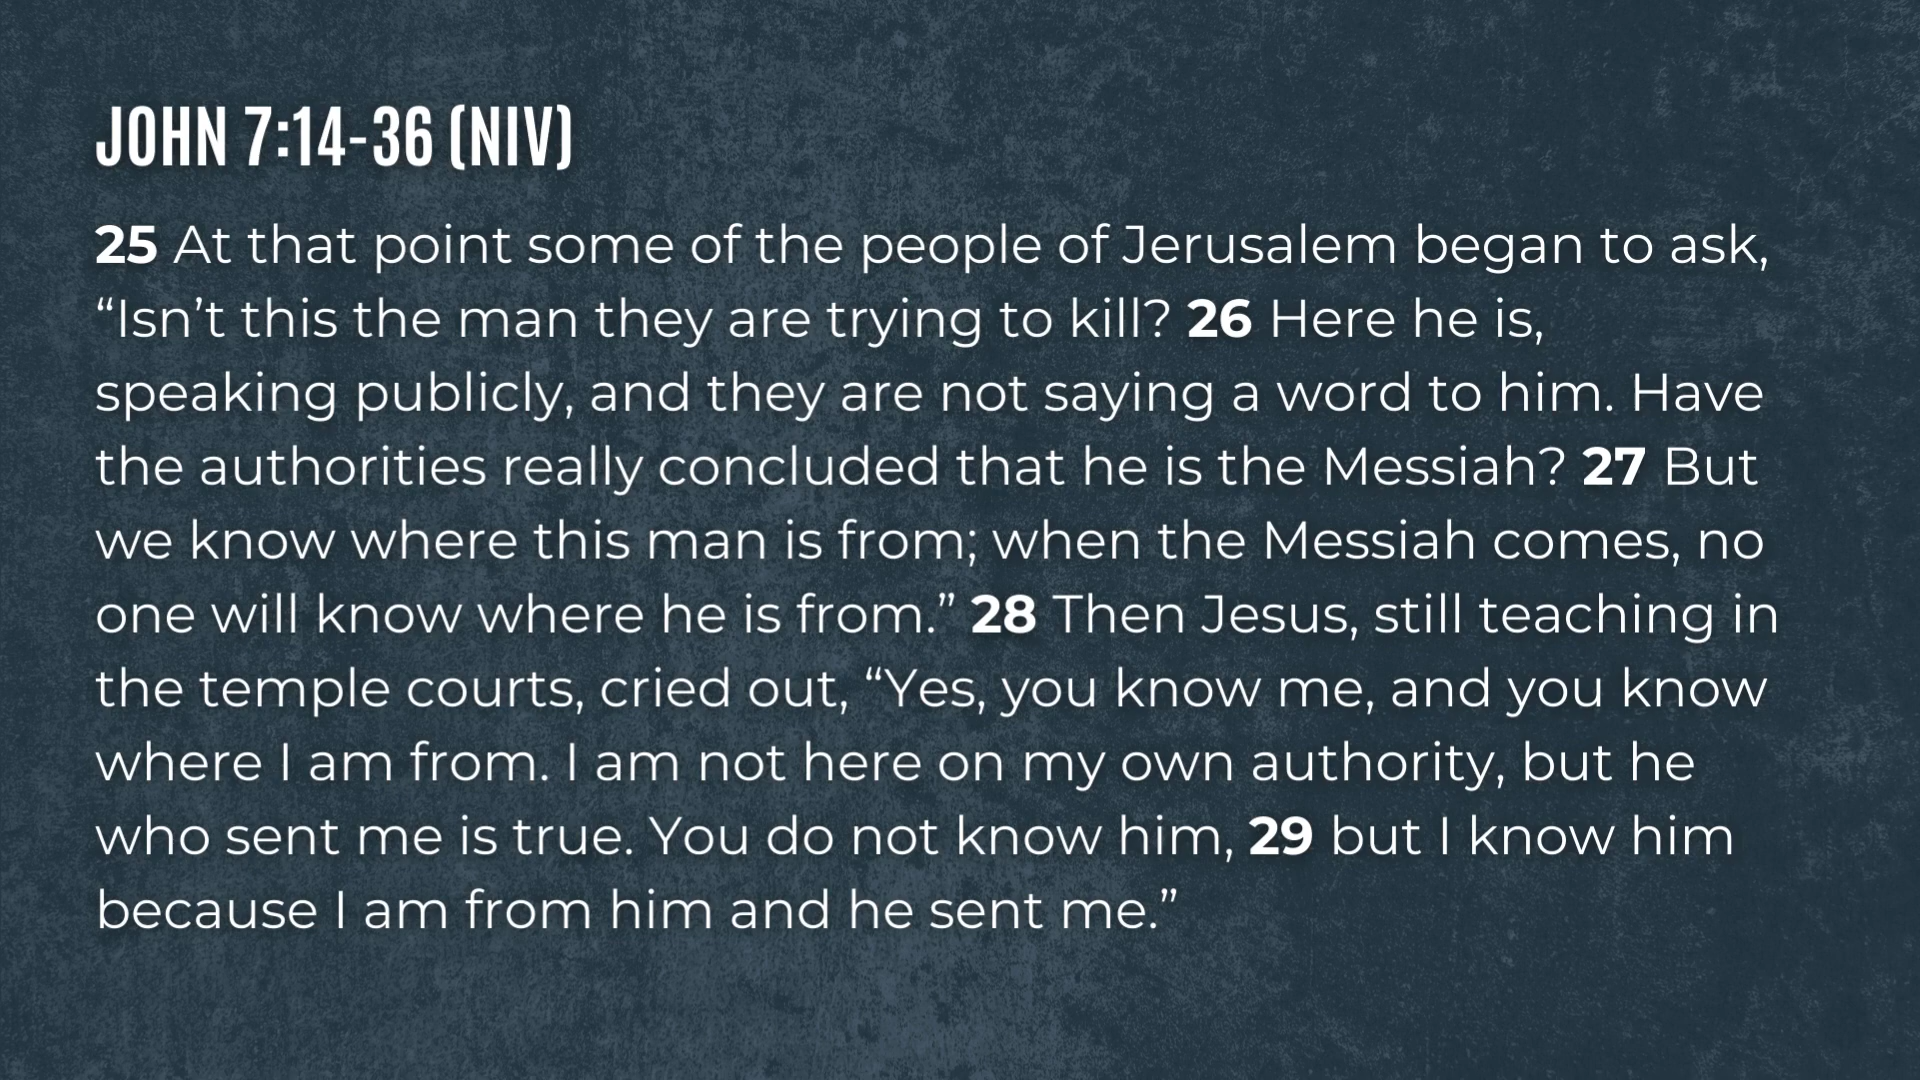 JOHN 7:14-36 (NIV)
25 At that point some of the people of Jerusalem began to ask,
“Isn’t this the man they are trying to kill? 26 Here he is,
speaking publicly, and they are not saying a word to him. Have
the authorities really concluded that he is the Messiah? 27 But
we know where this man is from; when the Messiah comes, no
one will know where he is from.” 28 Then Jesus, still teaching in
the temple courts, cried out, “Yes, you know me, and you know
where I am from. I am not here on my own authority, but he
who sent me is true. You do not know him, 29 but I know him
because I am from him and he sent me.”